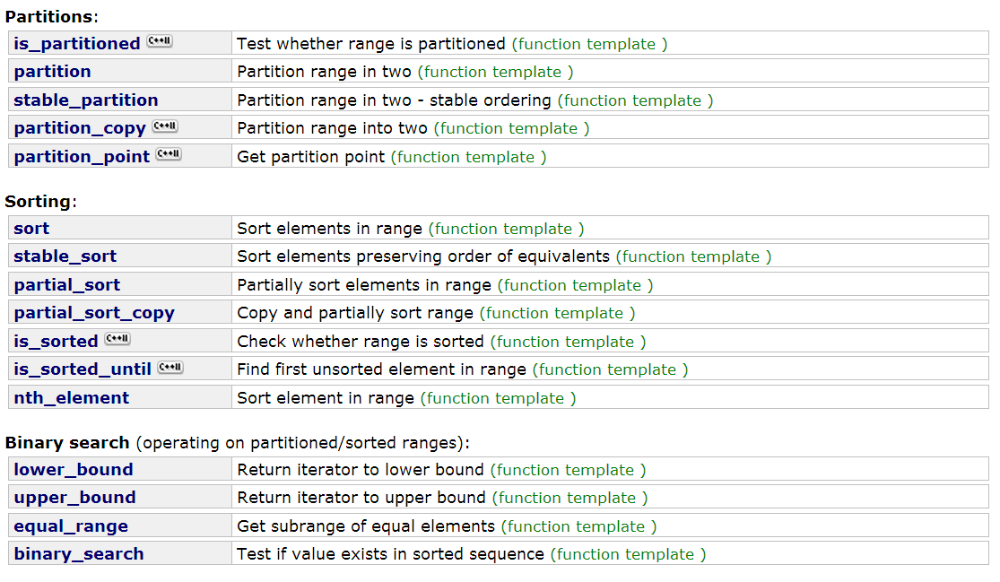 Partitions:
is_partitioned C++11 Test whether range is partitioned (function template )
partition Partition range in two (function template )
stable_partition Partition range in two - stable ordering (function template )
partition_copy C++11 Partition range into two (function template )
partition_point C++11 Get partition point (function template )
Sorting:
sort Sort elements in range (function template )
stable_sort Sort elements preserving order of equivalents (function template )
partial_sort Partially sort elements in range (function template )
partial_sort_copy Copy and partially sort range (function template )
is_sorted C++11 Check whether range is sorted (function template )
is_sorted_until C++11 Find first unsorted element in range (function template )
nth_element Sort element in range (function template )
Binary search (operating on partitioned/sorted ranges):
lower_bound Return iterator to lower bound (function template )
upper_bound Return iterator to upper bound (function template )
equal_range Get subrange of equal elements (function template )
binary_search Test if value exists in sorted sequence (function template )